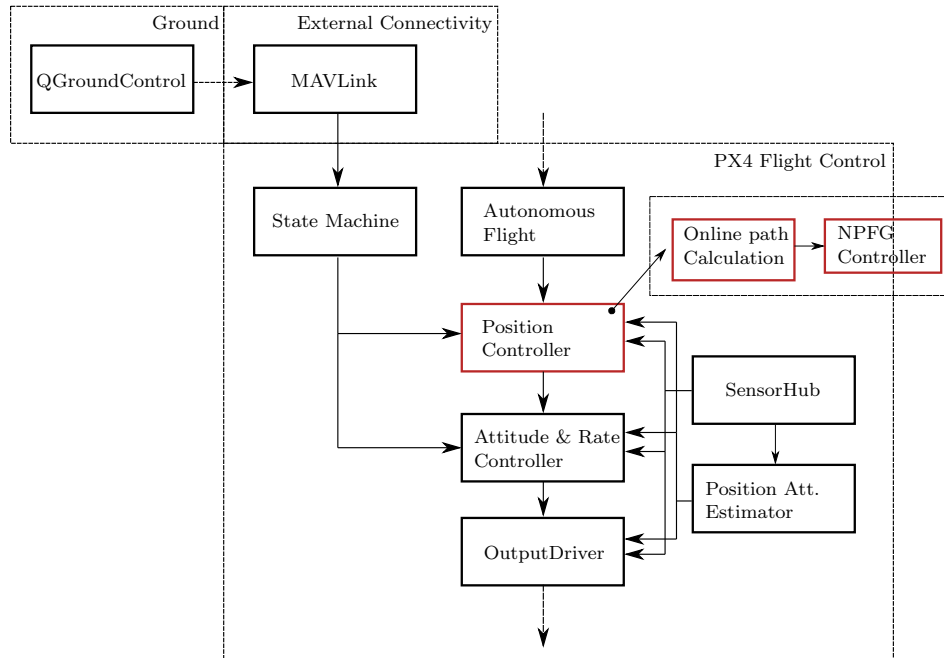 Ground
External Connectivity
QGroundControl
MAVLink
PX4 Flight Control
State Machine
Autonomous
Flight
Online path
Calculation
NPFG
Controller
Position
Controller
SensorHub
Attitude & Rate
Controller
Position Att.
Estimator
OutputDriver